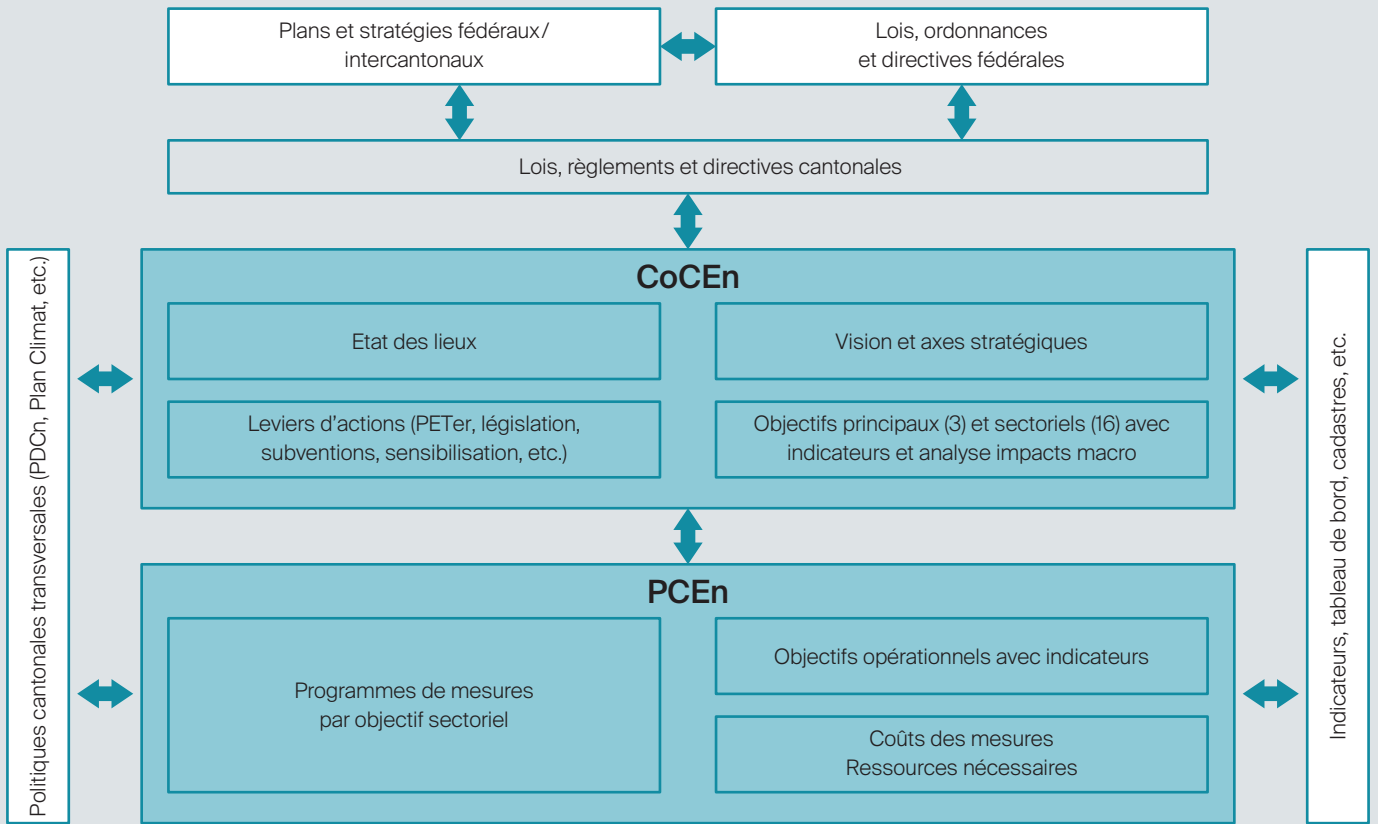 Plans et stratégies fédéraux/
intercantonaux
Lois, ordonnances
et directives fédérales
Lois, règlements et directives cantonales
Politiques cantonales transversales (PDCn, Plan Climat, etc.)
CoCEn
Etat des lieux
Vision et axes stratégiques
Leviers d'actions (PETer, législation,
subventions, sensibilisation, etc.)
Objectifs principaux (3) et sectoriels (16) avec
indicateurs et analyse impacts macro
PCEn
Programmes de mesures
par objectif sectoriel
Objectifs opérationnels avec indicateurs
Coûts des mesures
Ressources nécessaires
Indicateurs, tableau de bord, cadastres, etc.